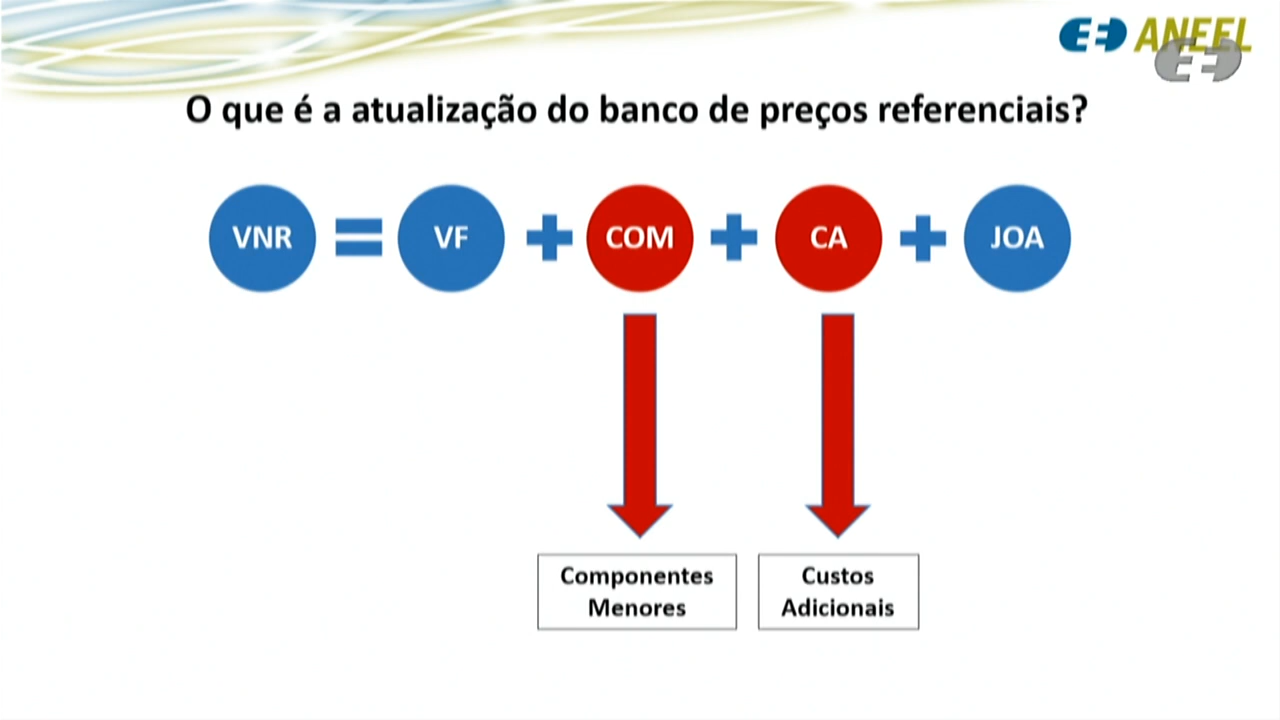 ANEEL
O que é a atualização do banco de preços referenciais?
VNR = VF + COM + CA + JOA
Componentes
Menores
Custos
Adicionais